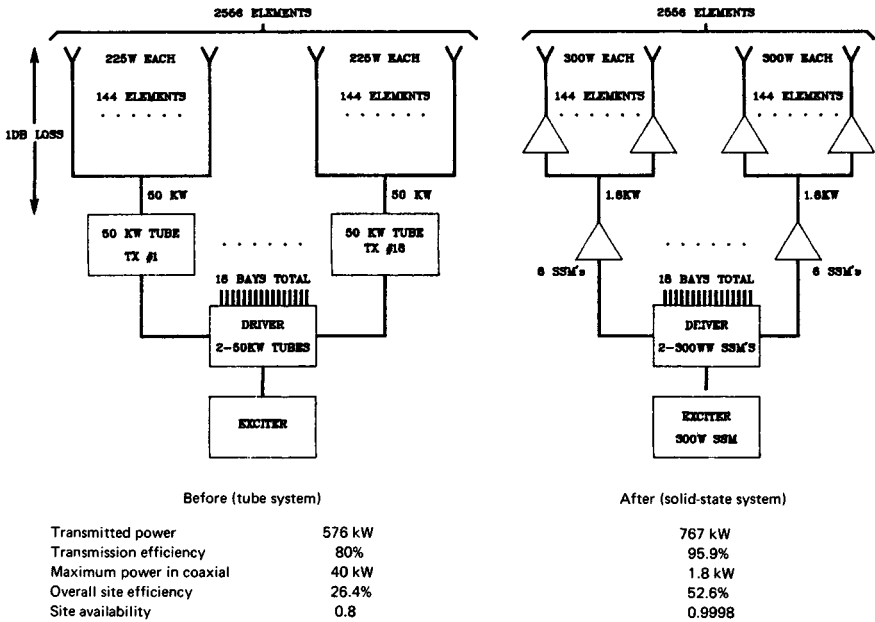 2556 ELEMENTS
225W EACH
225W EACH
144 ELEMENTS
144 ELEMENTS
1DB LOSS
50 KW
50 KW
50 KW TUBE
TX #1
50 KW TUBE
TX #18
18 BAYS TOTAL
DRIVER
2-50KW TUBES
EXCITER
2556 ELEMENTS
300W EACH
300W EACH
144 ELEMENTS
144 ELEMENTS
1.8KW
1.8KW
6 SSM's
6 SSM's
18 BAYS TOTAL
DRIVER
2-300WW SSM'S
EXCITER
300W SSM
Before (tube system) After (solid-state system)
Transmitted power 576 kW 767 kW
Transmission efficiency 80% 95.9%
Maximum power in coaxial 40 kW 1.8 kW
Overall site efficiency 26.4% 52.6%
Site availability 0.8 0.9998